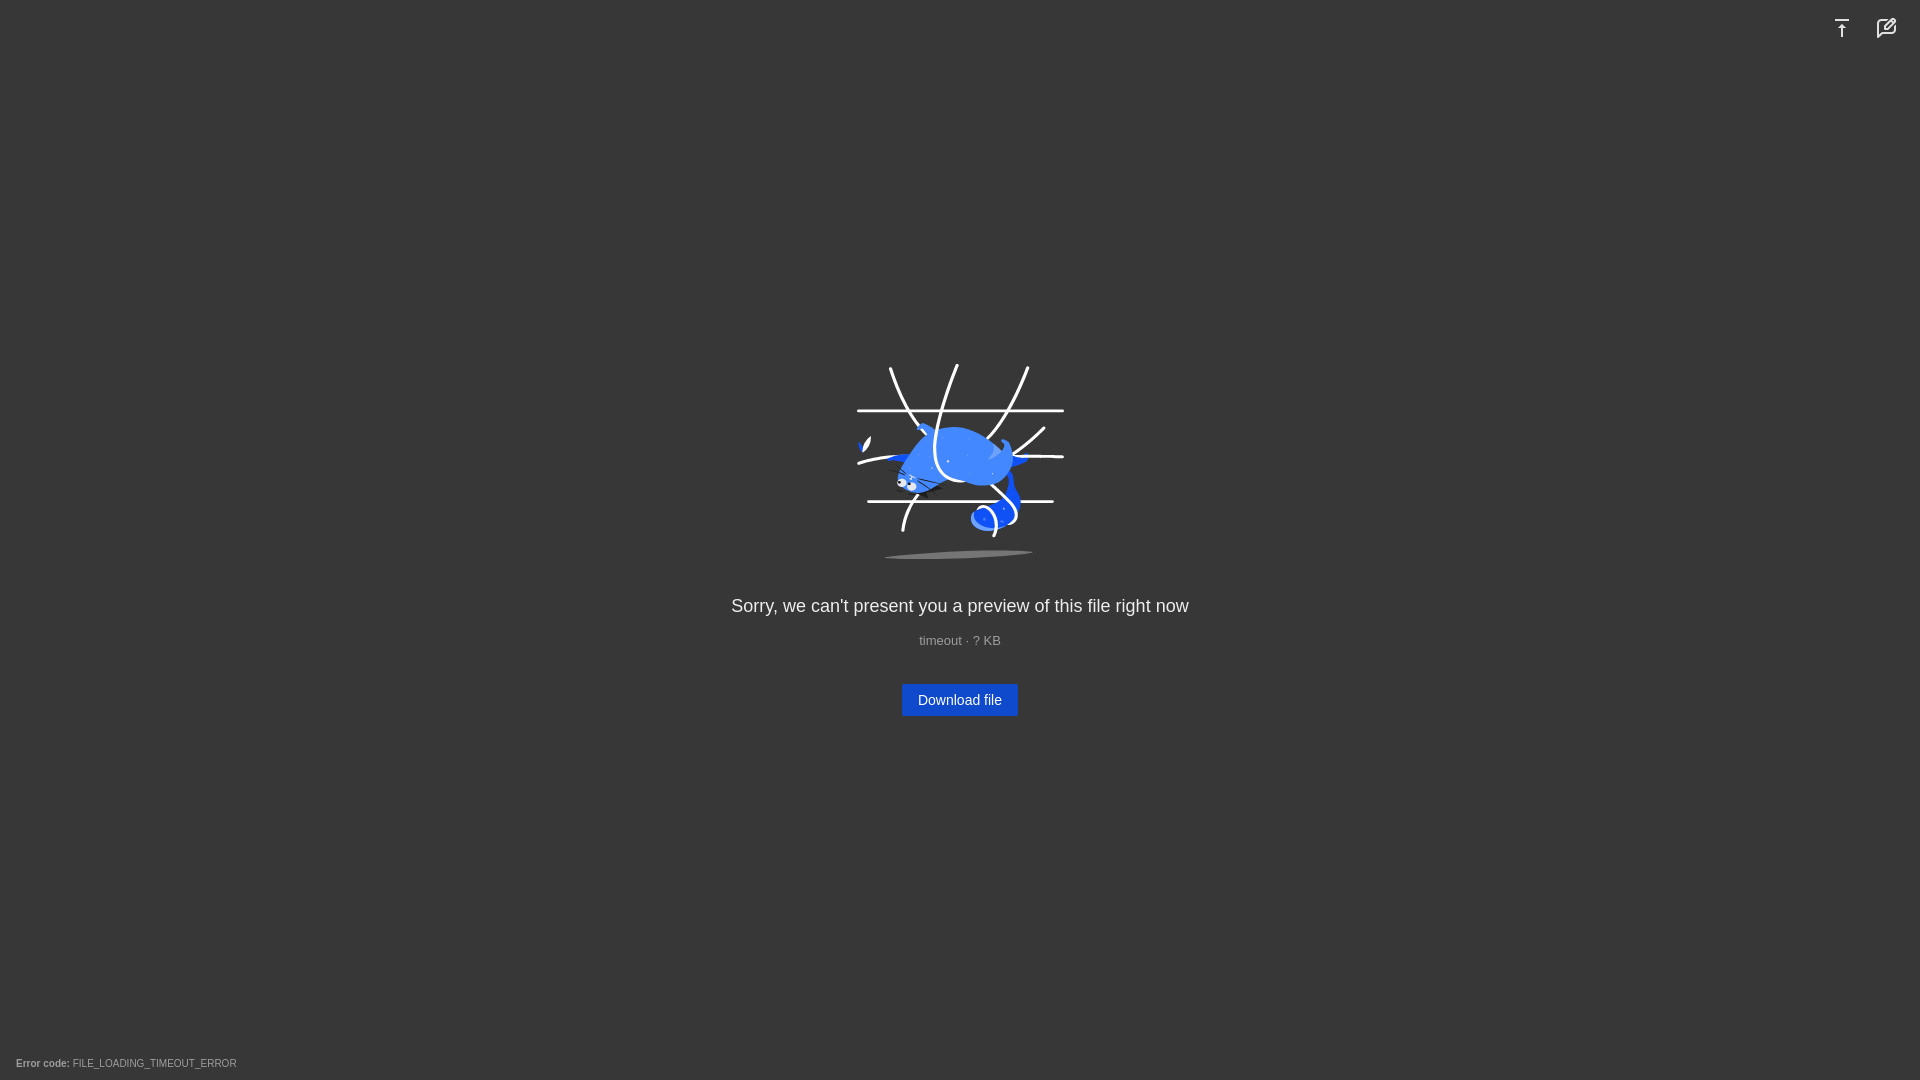 Sorry, we can't present you a preview of this file right now
timeout · ? KB
Download file
Error code: FILE_LOADING_TIMEOUT_ERROR